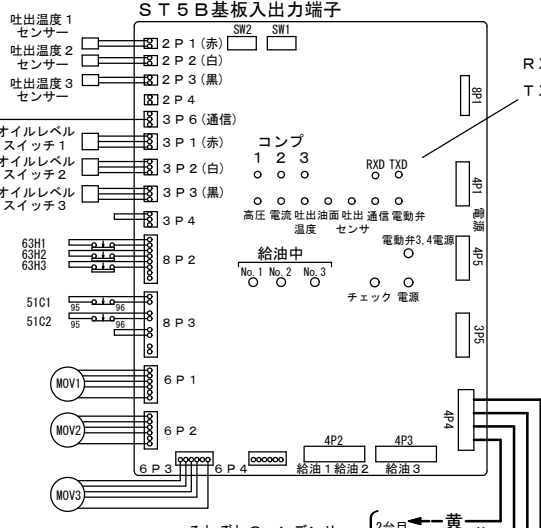 ＳＴ５Ｂ基板入出力端子
吐出温度１
センサー
吐出温度２
センサー
吐出温度３
センサー
２Ｐ１(赤)
２Ｐ２(白)
２Ｐ３(黒)
２Ｐ４
３Ｐ６(通信)
SW2 SW1
オイルレベル
スイッチ１
オイルレベル
スイッチ２
オイルレベル
スイッチ３
３Ｐ１(赤)
３Ｐ２(白)
３Ｐ３(黒)
３Ｐ４
コンプ
１ ２ ３
RXD TXD
高圧 電流 吐出 油面 吐出 通信 電動弁
温度 センサ
電動弁3,4電源
給油中
No.1 No.2 No.3
チェック 電源
8P1
4P1
電源
4P5
3P5
4P4
63H1
63H2
63H3
８Ｐ２
51C1
95 96
51C2
95 96
８Ｐ３
MOV1
６Ｐ１
MOV2
６Ｐ２
MOV3
６Ｐ３
６Ｐ４
4P2
4P3
給油１給油２ 給油３
2台目
黄